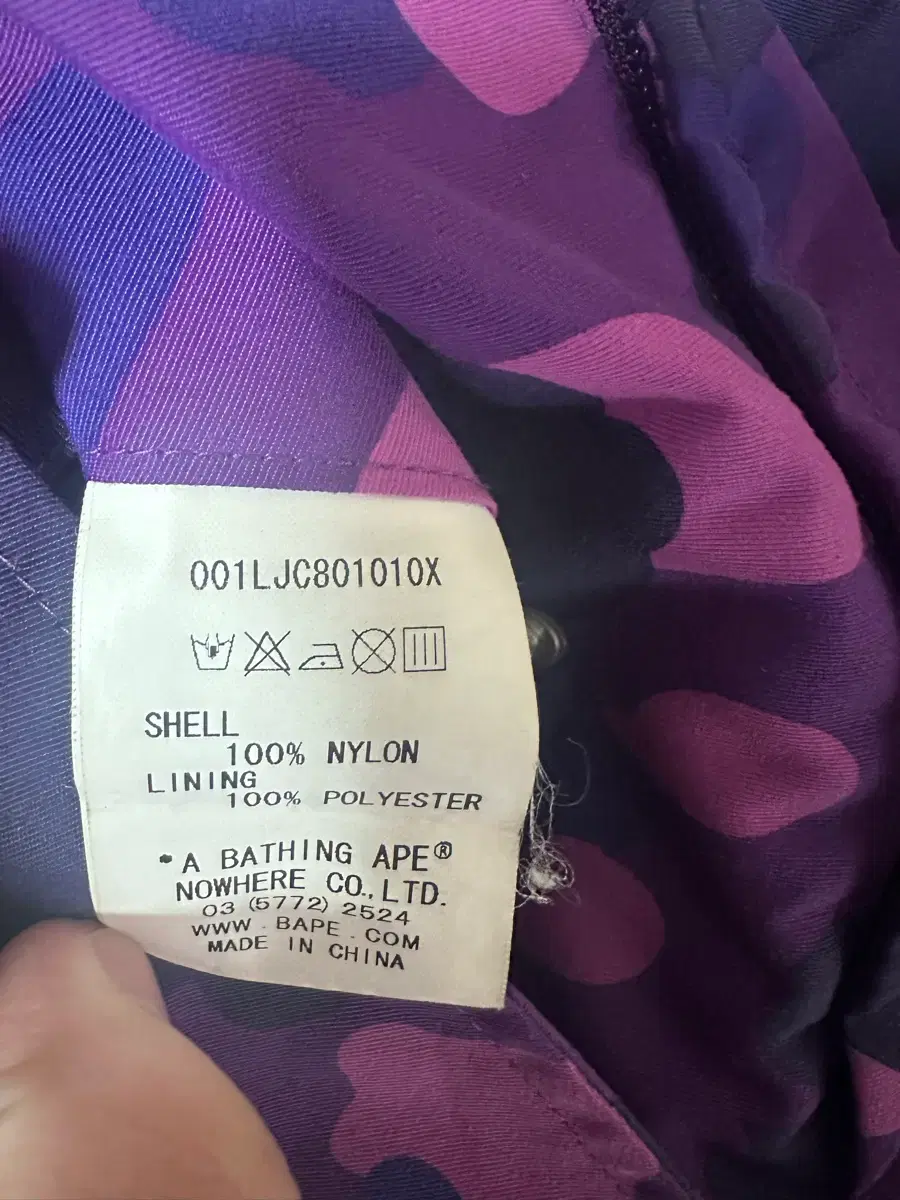 001LJC801010X
SHELL
100% NYLON
LINING
100% POLYESTER
A BATHING APE®
NOWHERE CO., LTD.
03 (5772) 2524
WWW.BAPE.COM
MADE IN CHINA